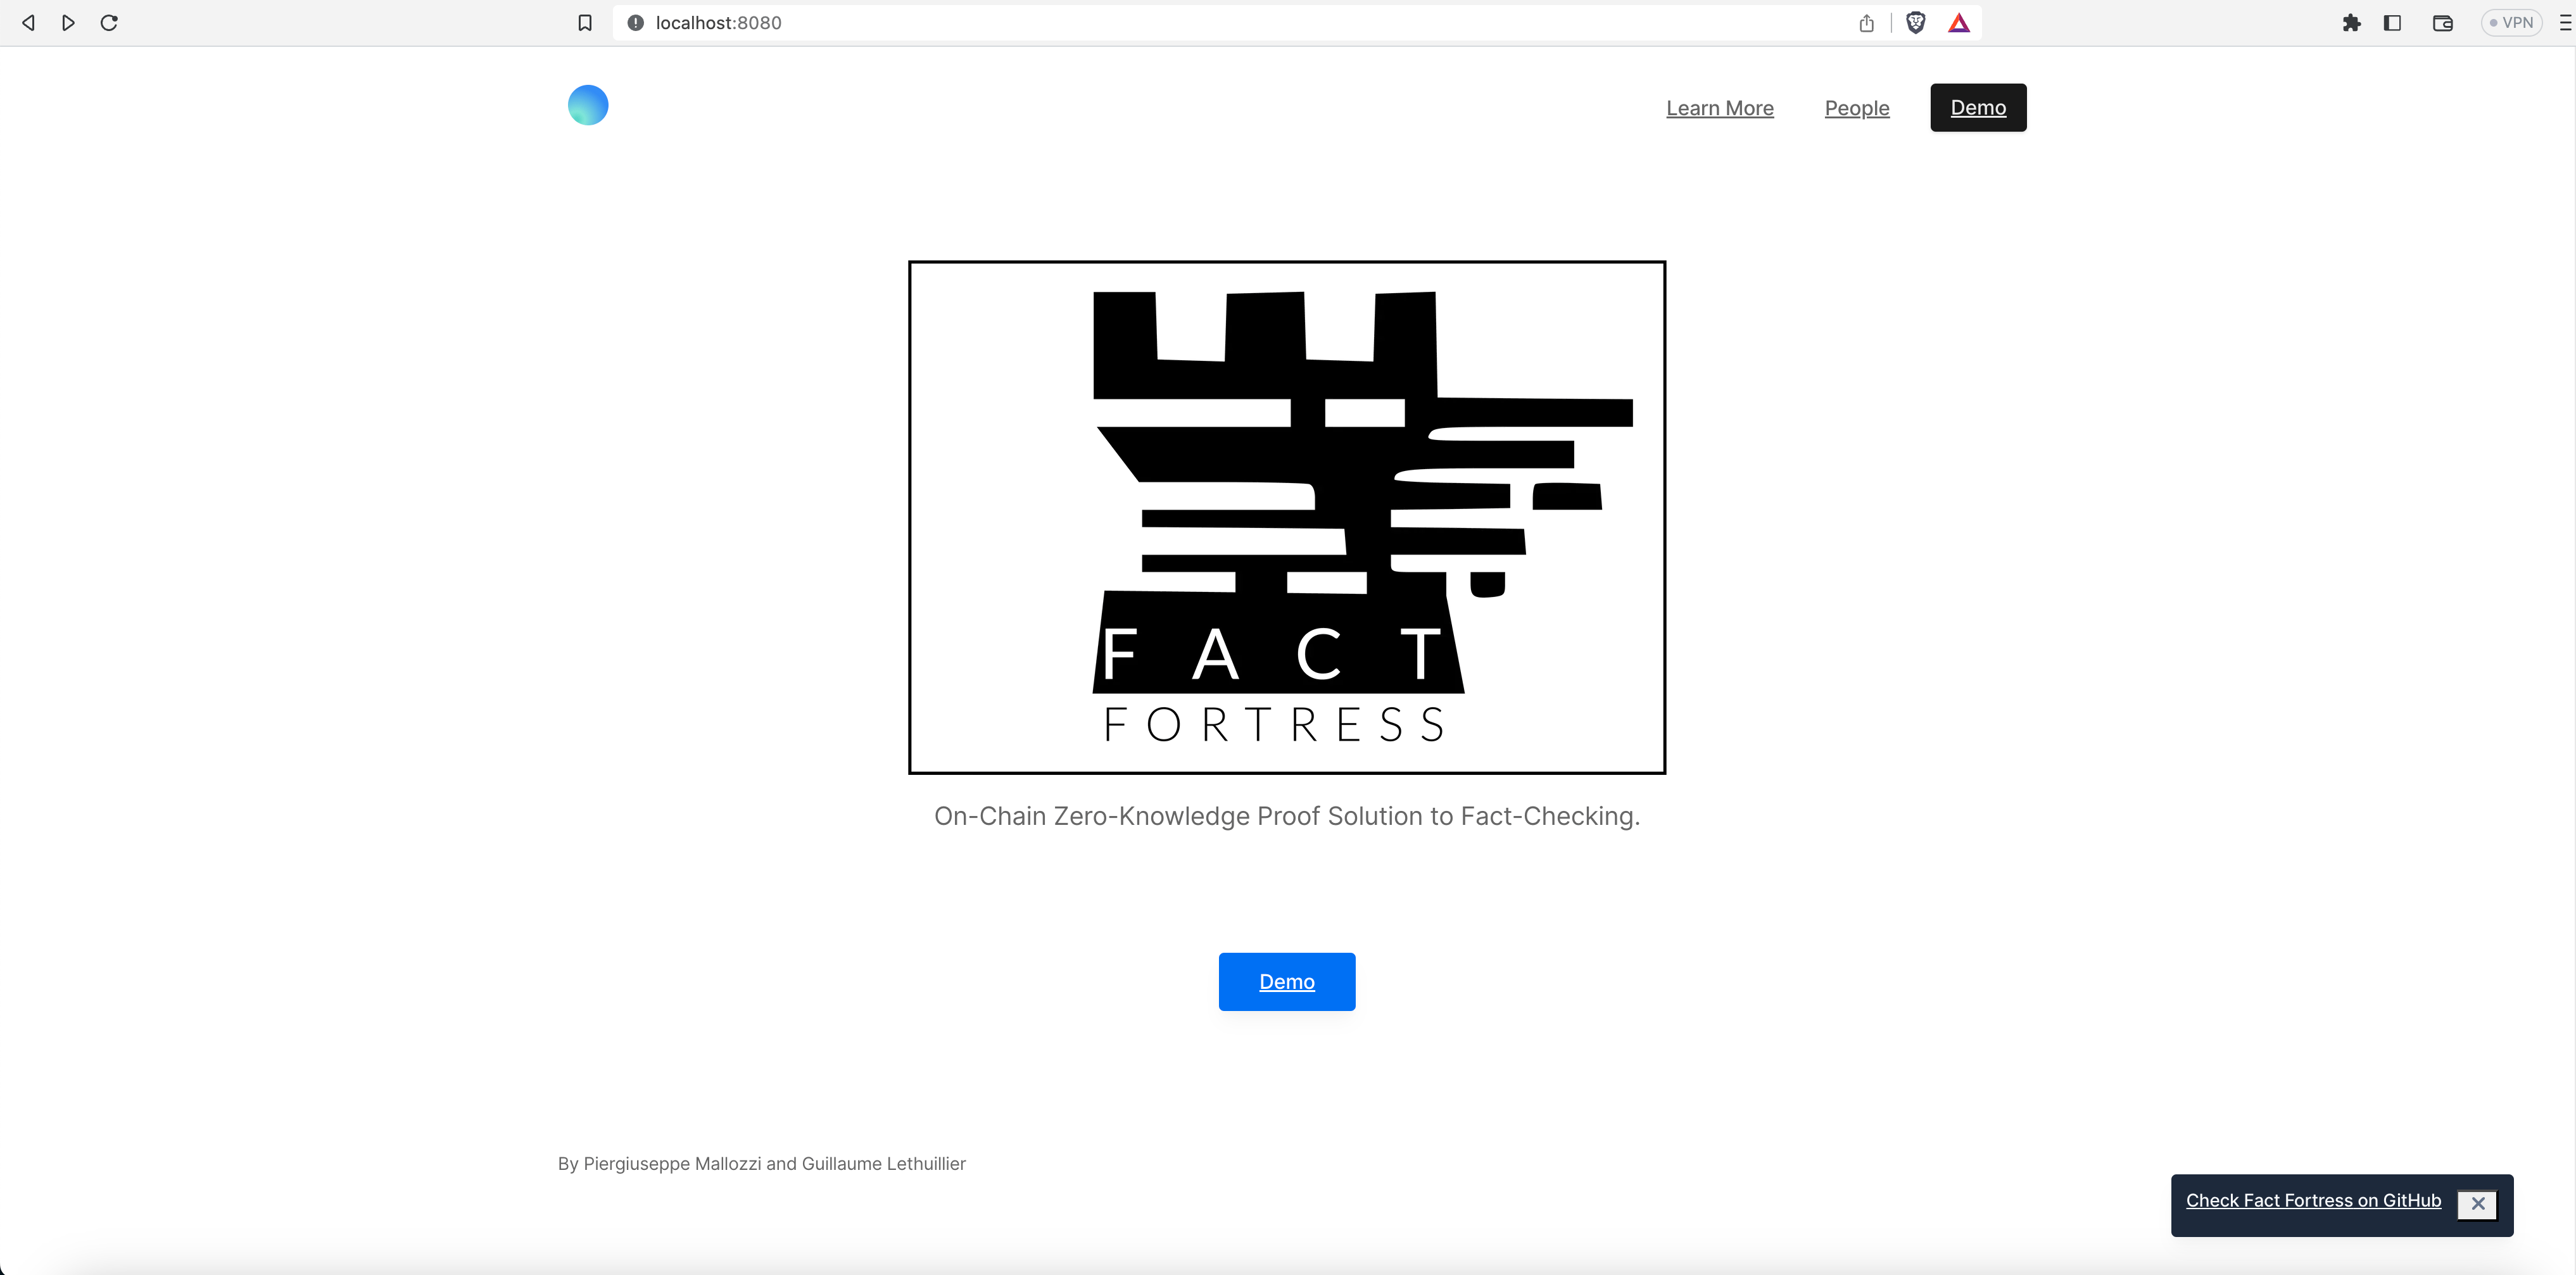 localhost:8080
VPN
Learn More
People
Demo
FACT
FORTRESS
On-Chain Zero-Knowledge Proof Solution to Fact-Checking.
Demo
By Piergiuseppe Mallozzi and Guillaume Lethuillier
Check Fact Fortress on GitHub